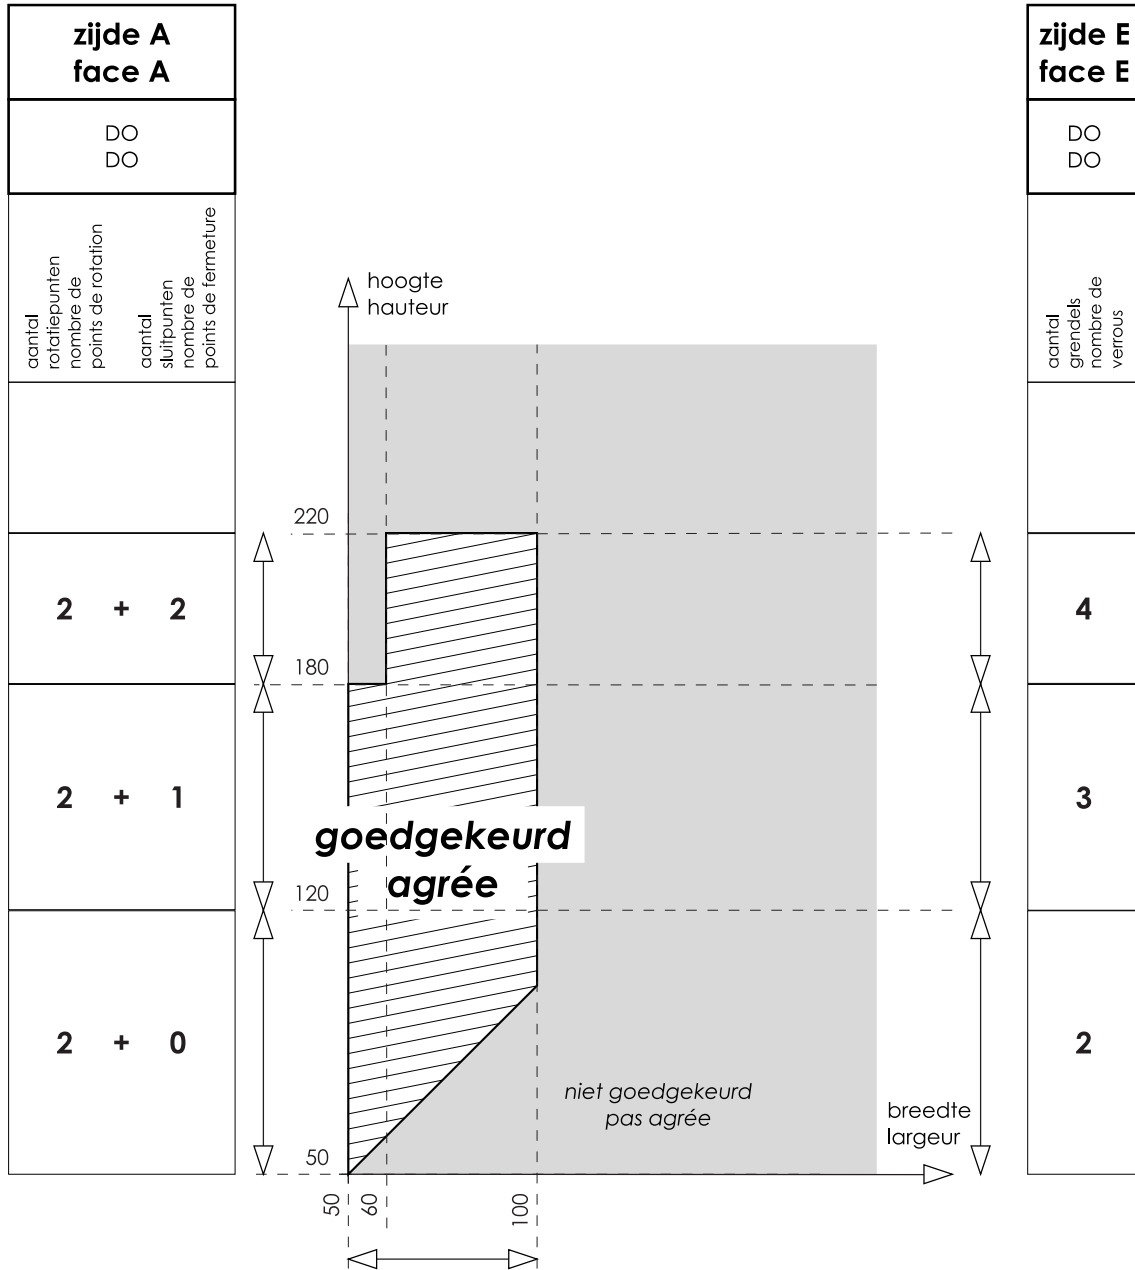 zijde A
face A
DO
DO
aantal
rotatiepunten
nombre de
points de rotation
aantal
sluitpunten
nombre de
points de fermeture
2 + 2
2 + 1
2 + 0
hoogte
hauteur
220
180
120
50
goedgekeurd
agrée
niet goedgekeurd
pas agrée
breedte
largeur
50
60
100
zijde E
face E
DO
DO
aantal
grendels
nombre de
verrous
4
3
2